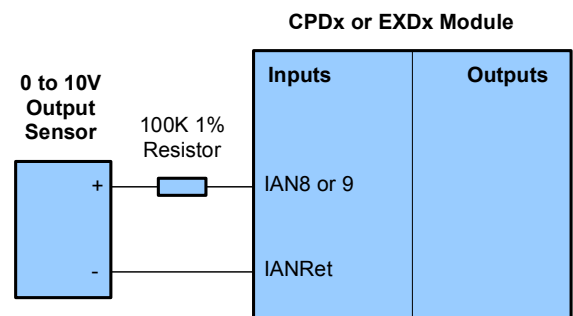 CPDx or EXDx Module
Inputs
Outputs
0 to 10V
Output
Sensor
100K 1%
Resistor
+
IAN8 or 9
-
IANRet